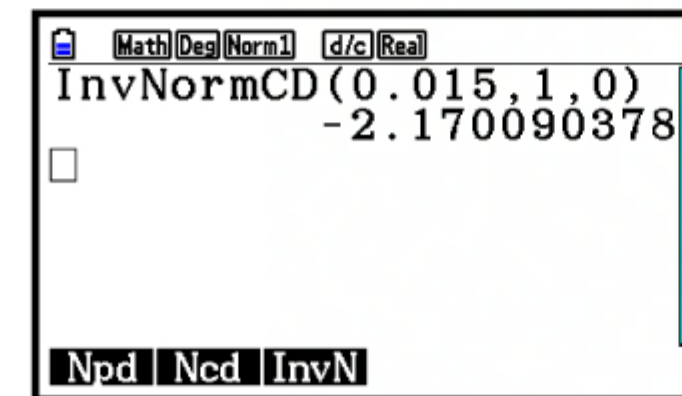 Math Deg Norm1 d/c Real
InvNormCD(0.015,1,0)
-2.170090378
Npd Ncd InvN